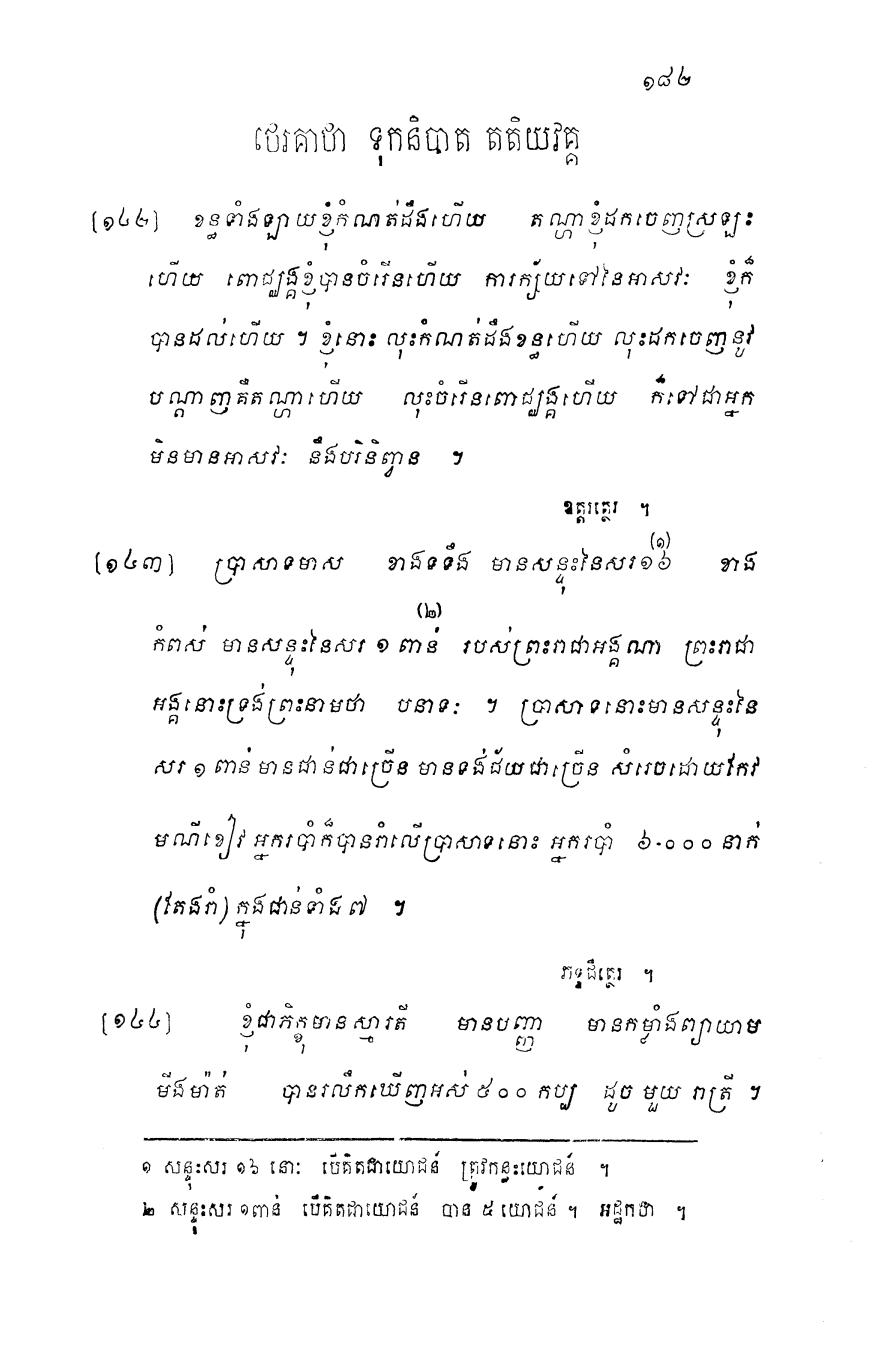 ១៨២
ថេរគាថា ទុកនិបាត តតិយវគ្គ
[១៤២] ខន្ធទាំងឡាយខ្ញុំកំណត់ដឹងហើយ តណ្ហាខ្ញុំដកចេញស្រឡះ
ហើយ ពោជ្ឈង្គខ្ញុំបានចំរើនហើយ ការក្ស័យទៅនៃអាសវៈ ខ្ញុំក៏
បានដល់ហើយ ។ ខ្ញុំនោះ លុះកំណត់ដឹងខន្ធហើយ លុះដកចេញនូវ
បណ្តាញគឺតណ្ហាហើយ លុះចំរើនពោជ្ឈង្គហើយ ក៏ទៅជាអ្នក
មិនមានអាសវៈ នឹងបរិនិព្វាន ។
ឧត្តរត្ថេរ ។
[១៤៣] ប្រាសាទមាស ខាងទទឹង មានសន្ទុះនៃសរ១៦ (១) ខាង
កំពស់ មានសន្ទុះនៃសរ ១ ពាន់ (២) របស់ព្រះរាជាអង្គណា ព្រះរាជា
អង្គនោះទ្រង់ព្រះនាមថា បនាទៈ ។ ប្រាសាទនោះមានសន្ទុះនៃ
សរ ១ ពាន់ មានជាន់ជាច្រើន មានទង់ជ័យជាច្រើន សំរេចដោយកែវ
មណីខៀវ អ្នករបាំក៏បានរាំលើប្រាសាទនោះ អ្នករបាំ ៦.០០០ នាក់
(តែងរាំ) ក្នុងជាន់ទាំង ៧ ។
ភទ្ទជិត្ថេរ ។
[១៤៤] ខ្ញុំជាភិក្ខុមានស្មារតី មានបញ្ញា មានកម្លាំងព្យាយាម
មីងម៉ាត់ បានរលឹកឃើញអស់ ៥០០ កប្ប ដូច មួយ រាត្រី ។
១ សន្ទុះសរ ១៦ នោះ បើគិតជាយោជន៍ ត្រូវកន្លះយោជន៍ ។
២ សន្ទុះសរ ១ពាន់ បើគិតជាយោជន៍ បាន ៥ យោជន៍ ។ អដ្ឋកថា ។